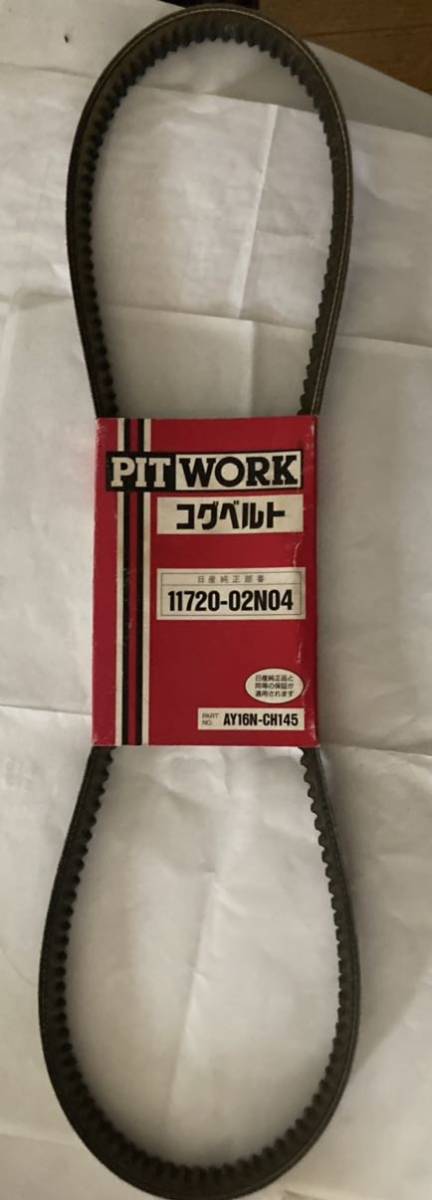 PIT WORK
コグベルト
日産純正部番
11720-02N04
日産純正品と
同等の保証が
適用されます
PART NO. AY16N-CH145